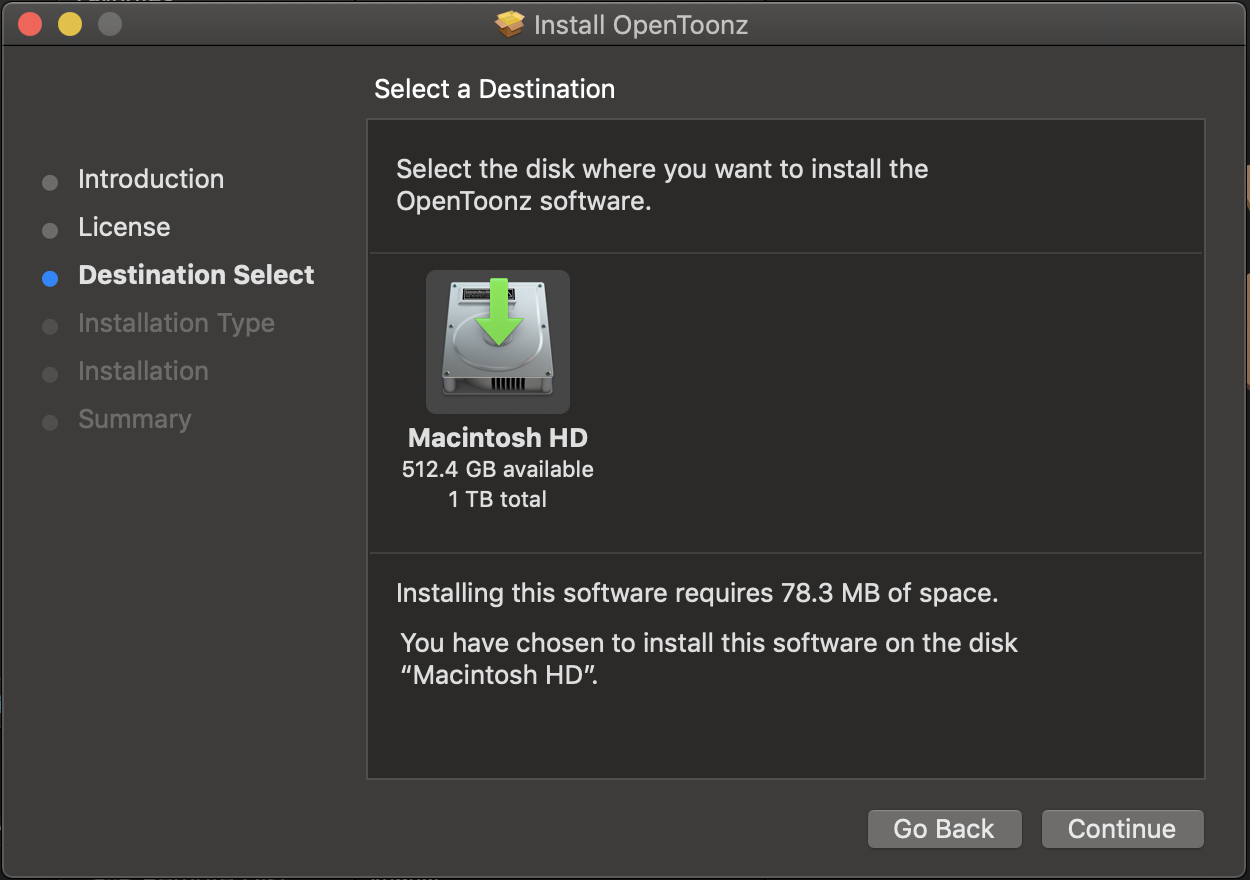 Install OpenToonz
Select a Destination
Introduction
License
Destination Select
Installation Type
Installation
Summary
Select the disk where you want to install the
OpenToonz software.
Macintosh HD
512.4 GB available
1 TB total
Installing this software requires 78.3 MB of space.
You have chosen to install this software on the disk
“Macintosh HD”.
Go Back
Continue